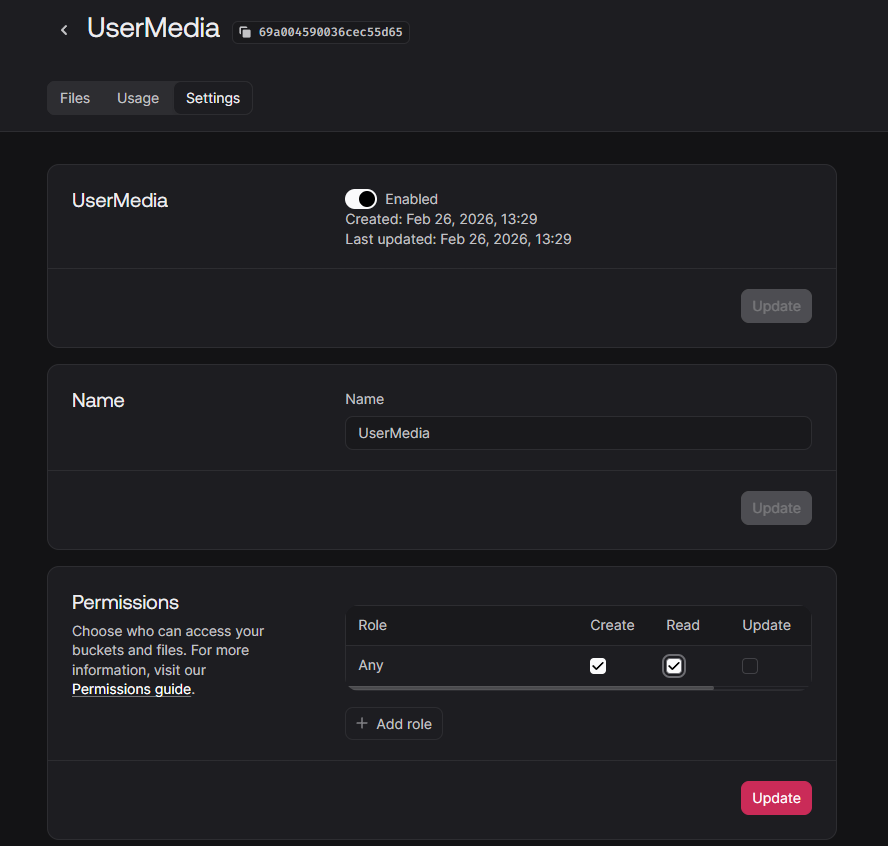 UserMedia
69a004590036cec55d65
Files Usage Settings
UserMedia
Enabled
Created: Feb 26, 2026, 13:29
Last updated: Feb 26, 2026, 13:29
Update
Name
Name
UserMedia
Update
Permissions
Choose who can access your
buckets and files. For more
information, visit our
Permissions guide.
Role Create Read Update
Any
Add role
Update